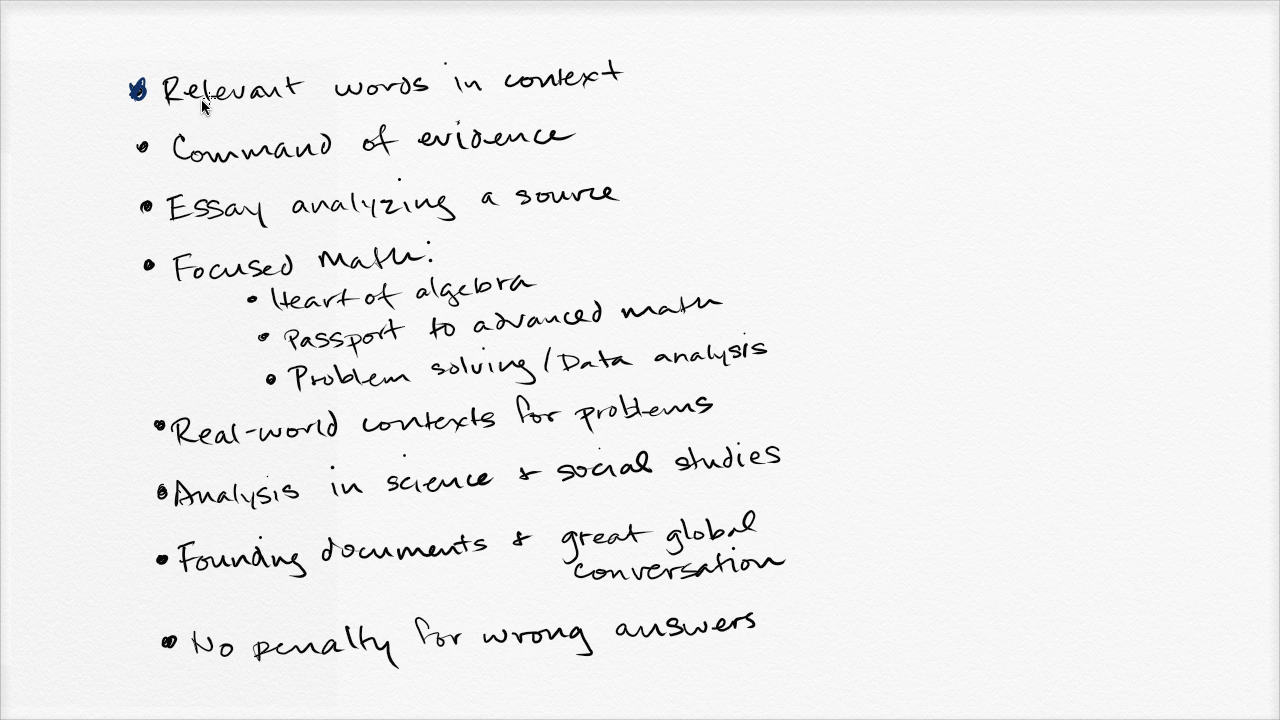 • Relevant words in context
• Command of evidence
• Essay analyzing a source
• Focused Math:
• Heart of algebra
• Passport to advanced math
• Problem solving/Data analysis
• Real-world contexts for problems
• Analysis in science & social studies
• Founding documents & great global
conversation
• No penalty for wrong answers